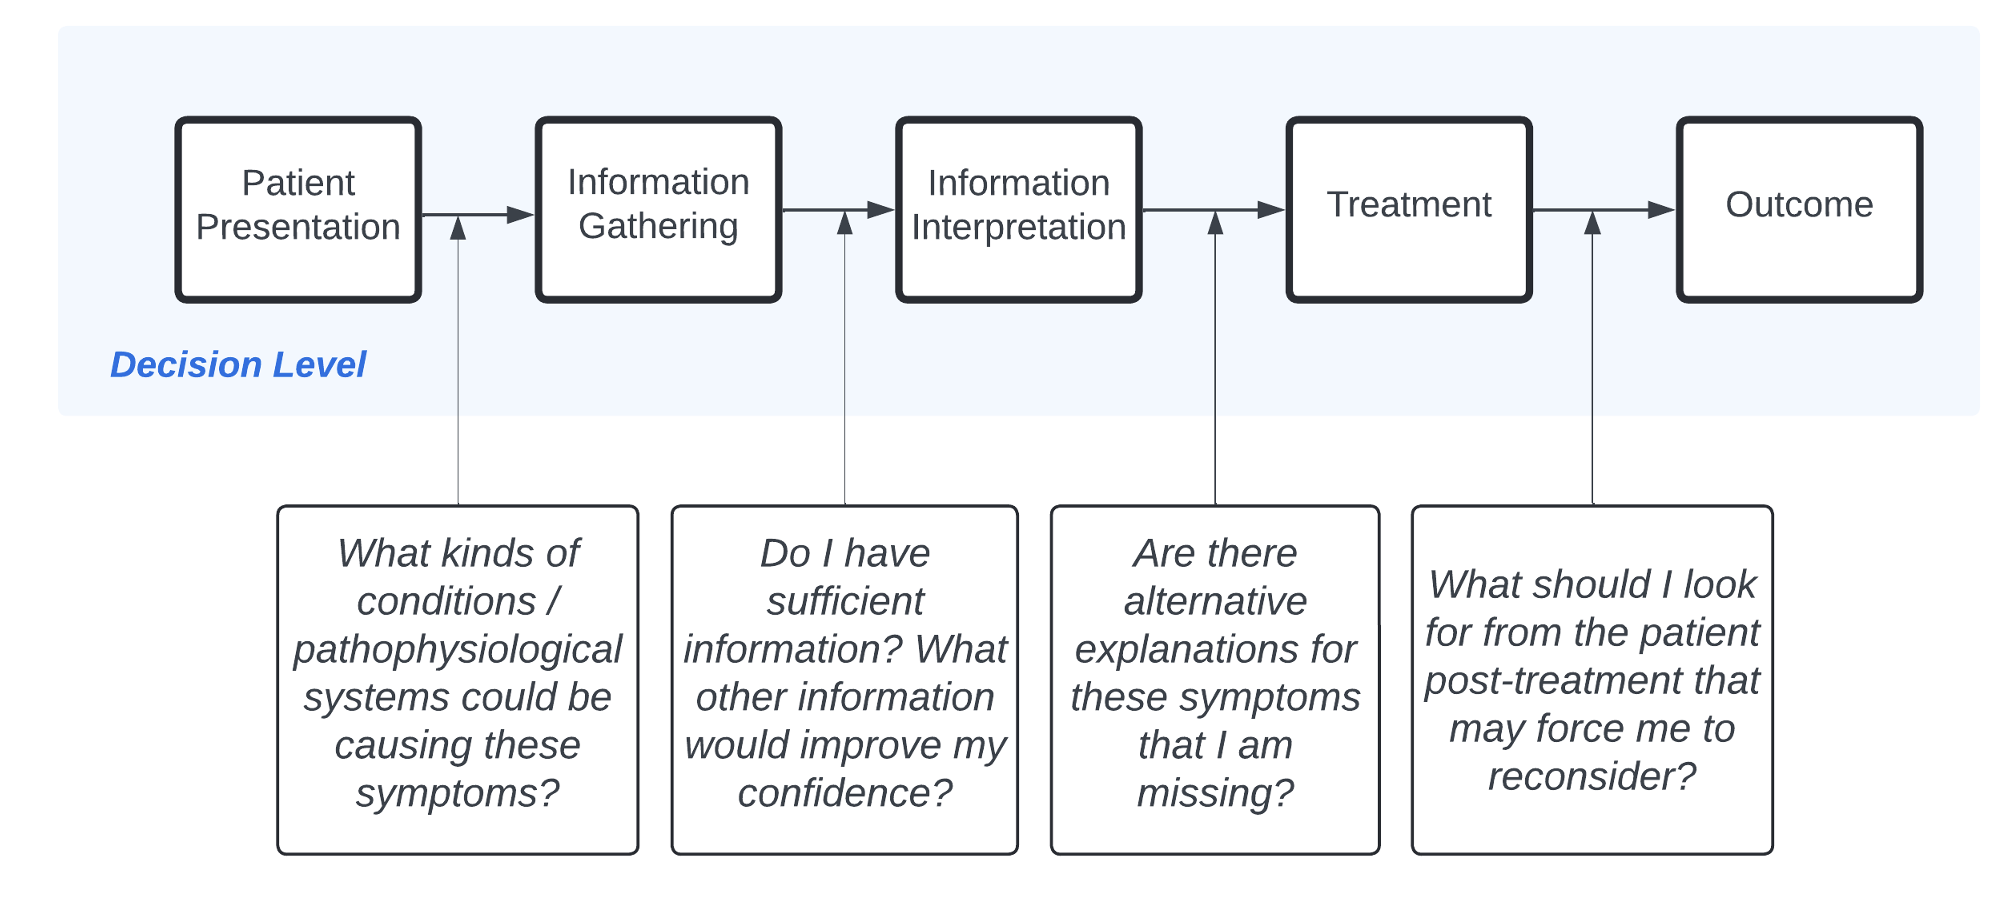 Patient
Presentation
Information
Gathering
Information
Interpretation
Treatment
Outcome
Decision Level
What kinds of
conditions /
pathophysiological
systems could be
causing these
symptoms?
Do I have
sufficient
information? What
other information
would improve my
confidence?
Are there
alternative
explanations for
these symptoms
that I am
missing?
What should I look
for from the patient
post-treatment that
may force me to
reconsider?